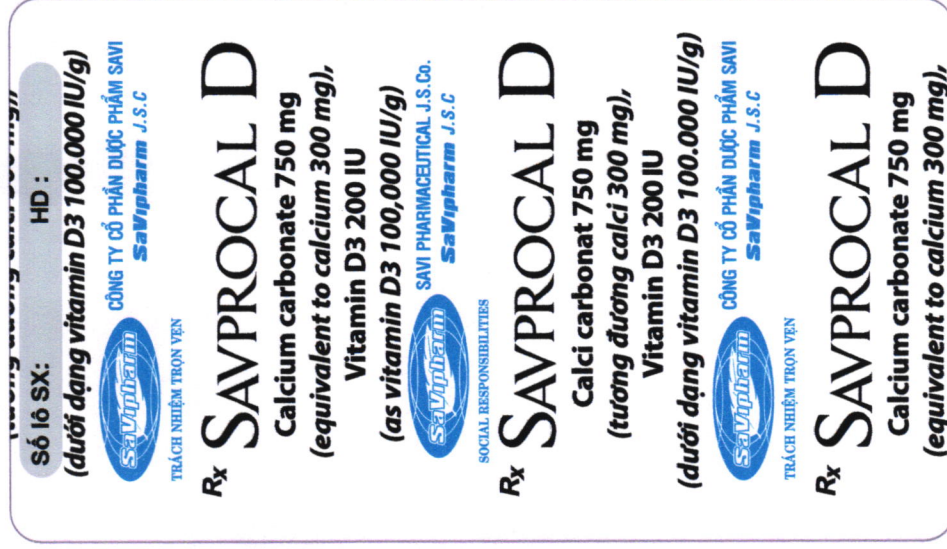 Số lô SX: HD :
(dưới dạng vitamin D3 100.000 IU/g)
SaVipharm
CÔNG TY CỔ PHẦN DƯỢC PHẨM SAVI
SaVipharm J.S.C
TRÁCH NHIỆM TRỌN VẸN
Rx SAVPROCAL D
Calcium carbonate 750 mg
(equivalent to calcium 300 mg),
Vitamin D3 200 IU
(as vitamin D3 100,000 IU/g)
SaVipharm
SAVI PHARMACEUTICAL J.S.Co.
SaVipharm J.S.C
SOCIAL RESPONSIBILITIES
Rx SAVPROCAL D
Calci carbonat 750 mg
(tương đương calci 300 mg),
Vitamin D3 200 IU
(dưới dạng vitamin D3 100.000 IU/g)
SaVipharm
CÔNG TY CỔ PHẦN DƯỢC PHẨM SAVI
SaVipharm J.S.C
TRÁCH NHIỆM TRỌN VẸN
Rx SAVPROCAL D
Calcium carbonate 750 mg
(equivalent to calcium 300 mg),